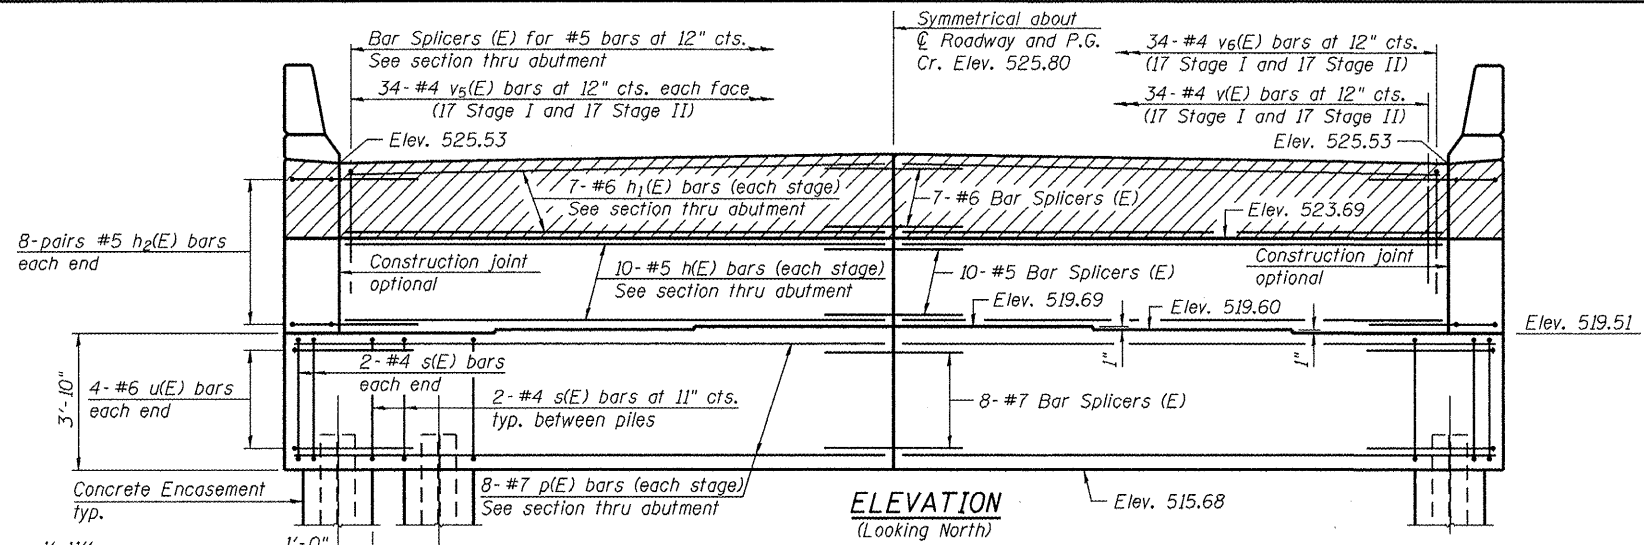 Symmetrical about
℄ Roadway and P.G.
Cr. Elev. 525.80
Bar Splicers (E) for #5 bars at 12" cts.
See section thru abutment
34- #4 v5(E) bars at 12" cts. each face
(17 Stage I and 17 Stage II)
34- #4 v6(E) bars at 12" cts.
(17 Stage I and 17 Stage II)
34- #4 v(E) bars at 12" cts.
(17 Stage I and 17 Stage II)
Elev. 525.53
Elev. 525.53
7- #6 h1(E) bars (each stage)
See section thru abutment
7- #6 Bar Splicers (E)
Elev. 523.69
8-pairs #5 h2(E) bars
each end
Construction joint
optional
10- #5 h(E) bars (each stage)
See section thru abutment
10- #5 Bar Splicers (E)
Construction joint
optional
Elev. 519.69
Elev. 519.60
Elev. 519.51
1"
1"
3'-10"
4- #6 u(E) bars
each end
2- #4 s(E) bars
each end
2- #4 s(E) bars at 11" cts.
typ. between piles
8- #7 Bar Splicers (E)
Concrete Encasement
typ.
8- #7 p(E) bars (each stage)
See section thru abutment
ELEVATION
(Looking North)
Elev. 515.68
1'-0"